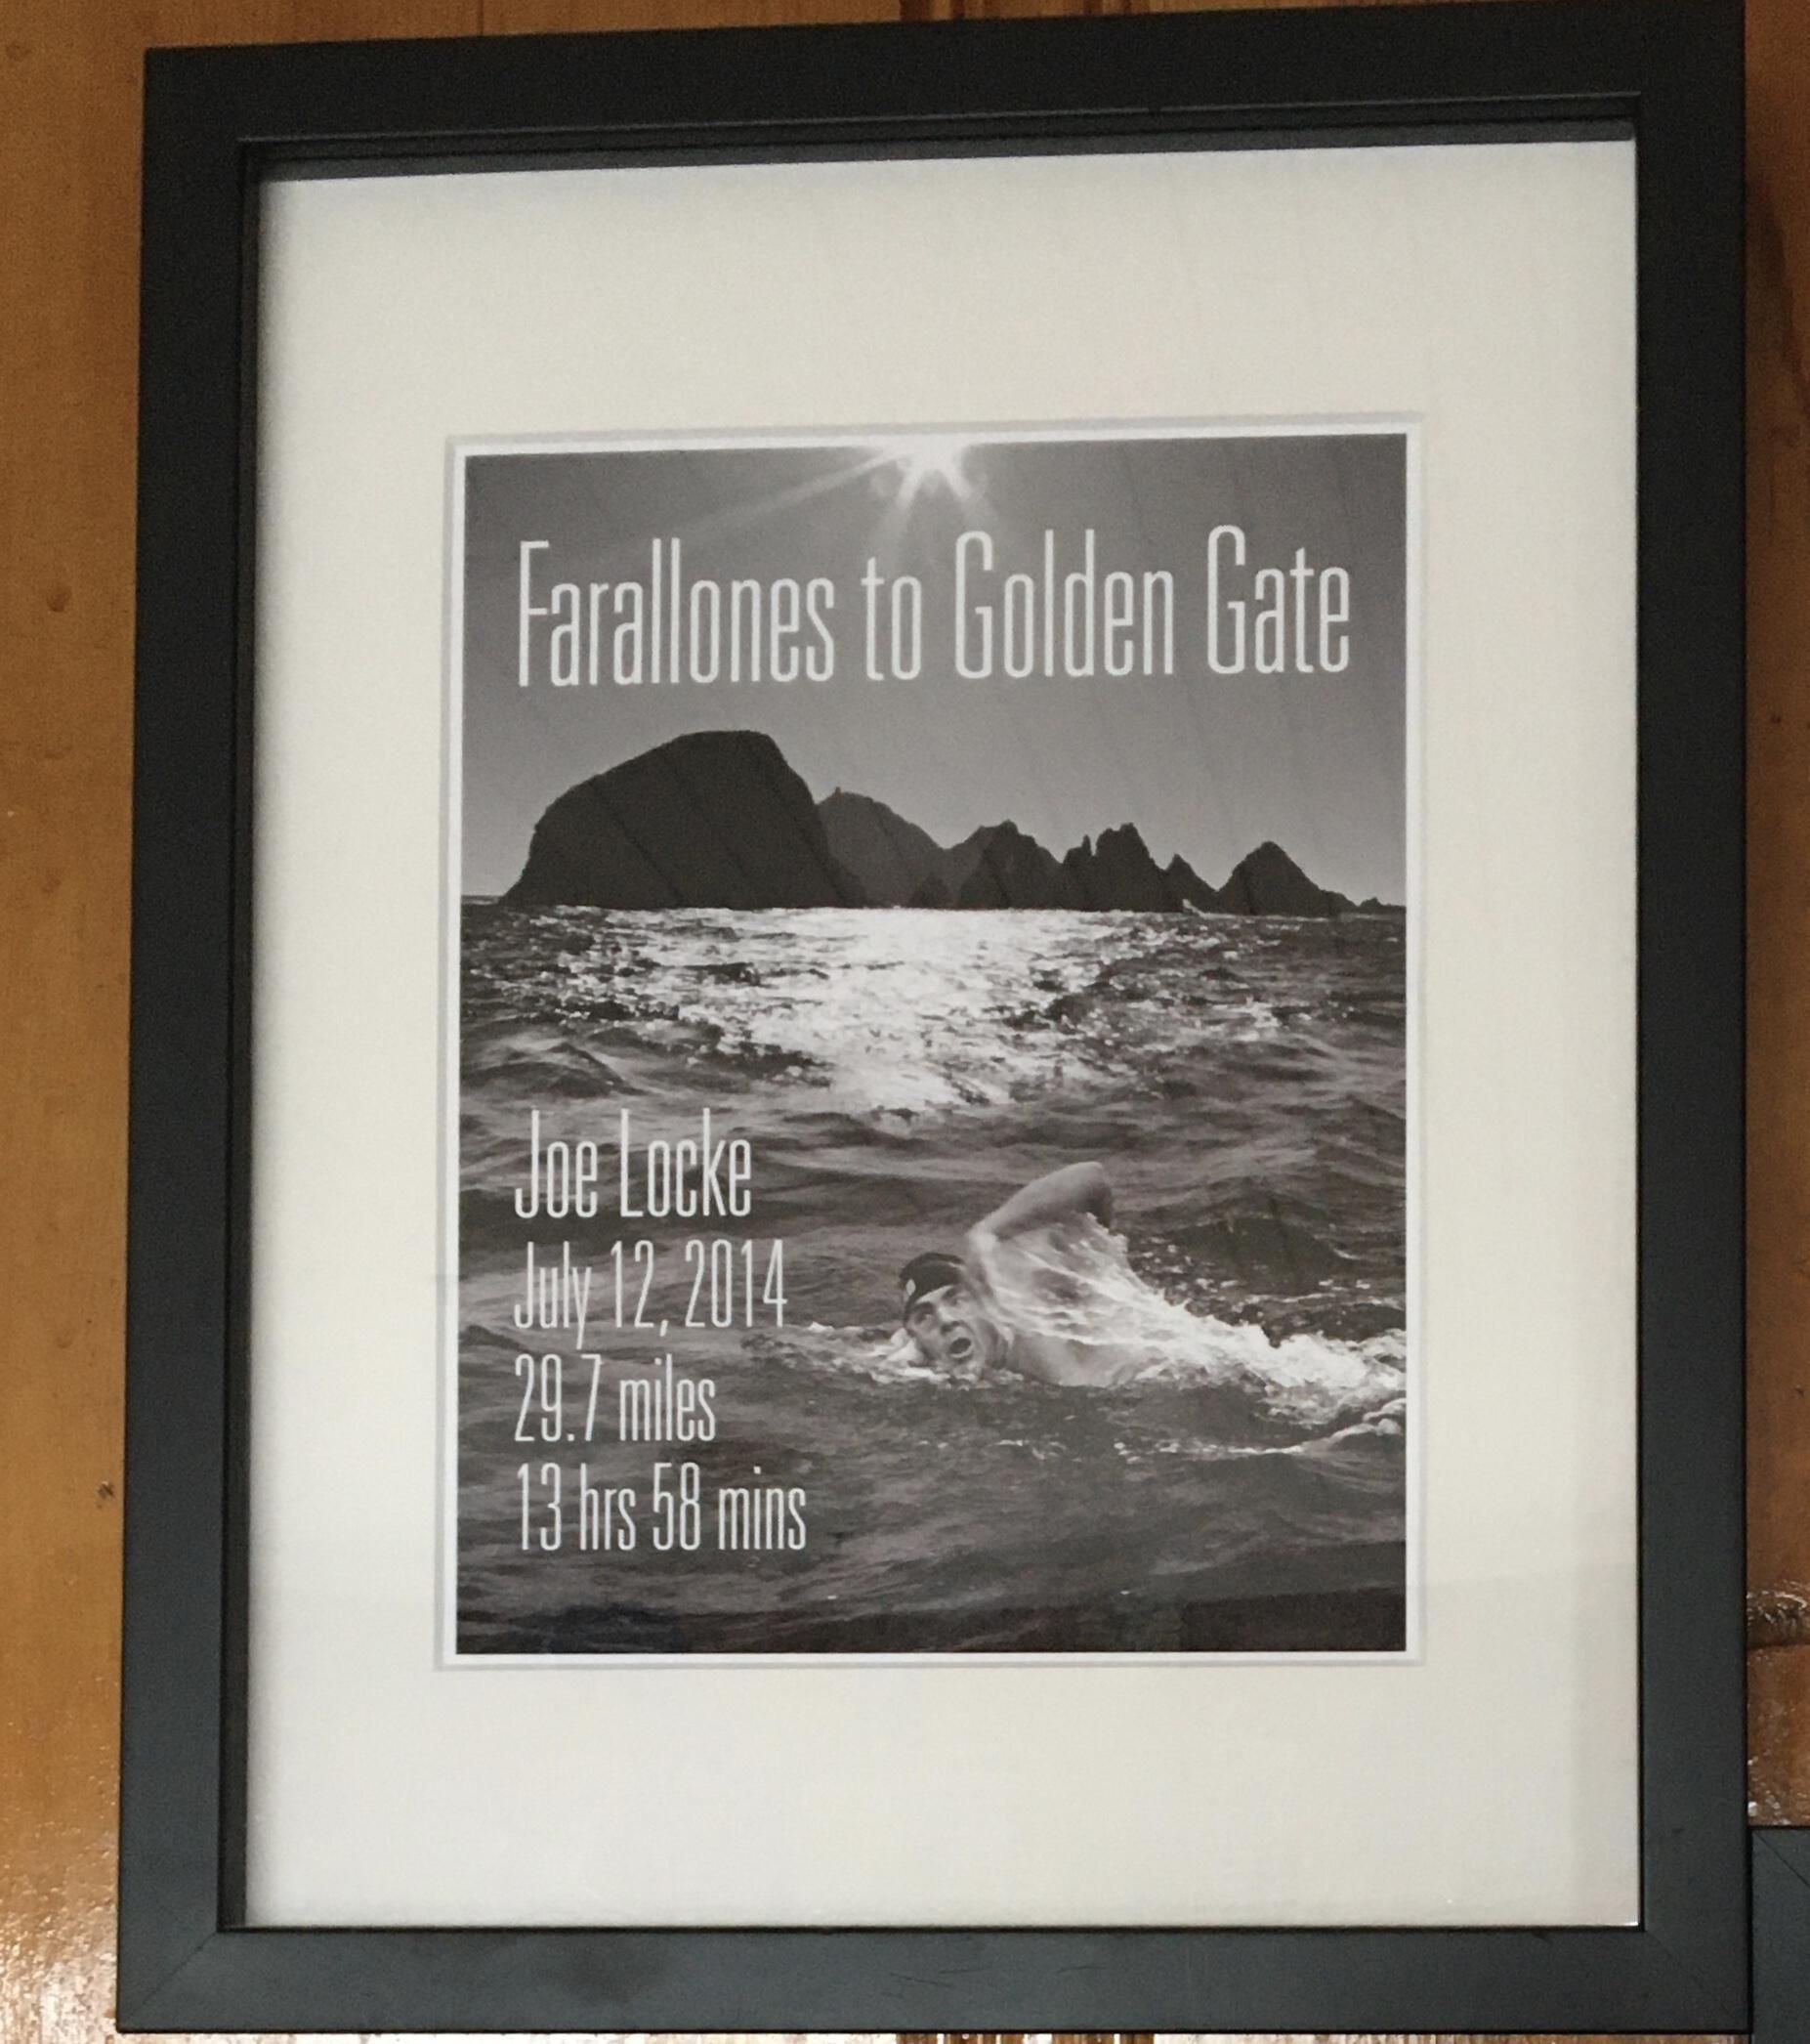 Farallones to Golden Gate
Joe Locke
July 12, 2014
29.7 miles
13 hrs 58 mins